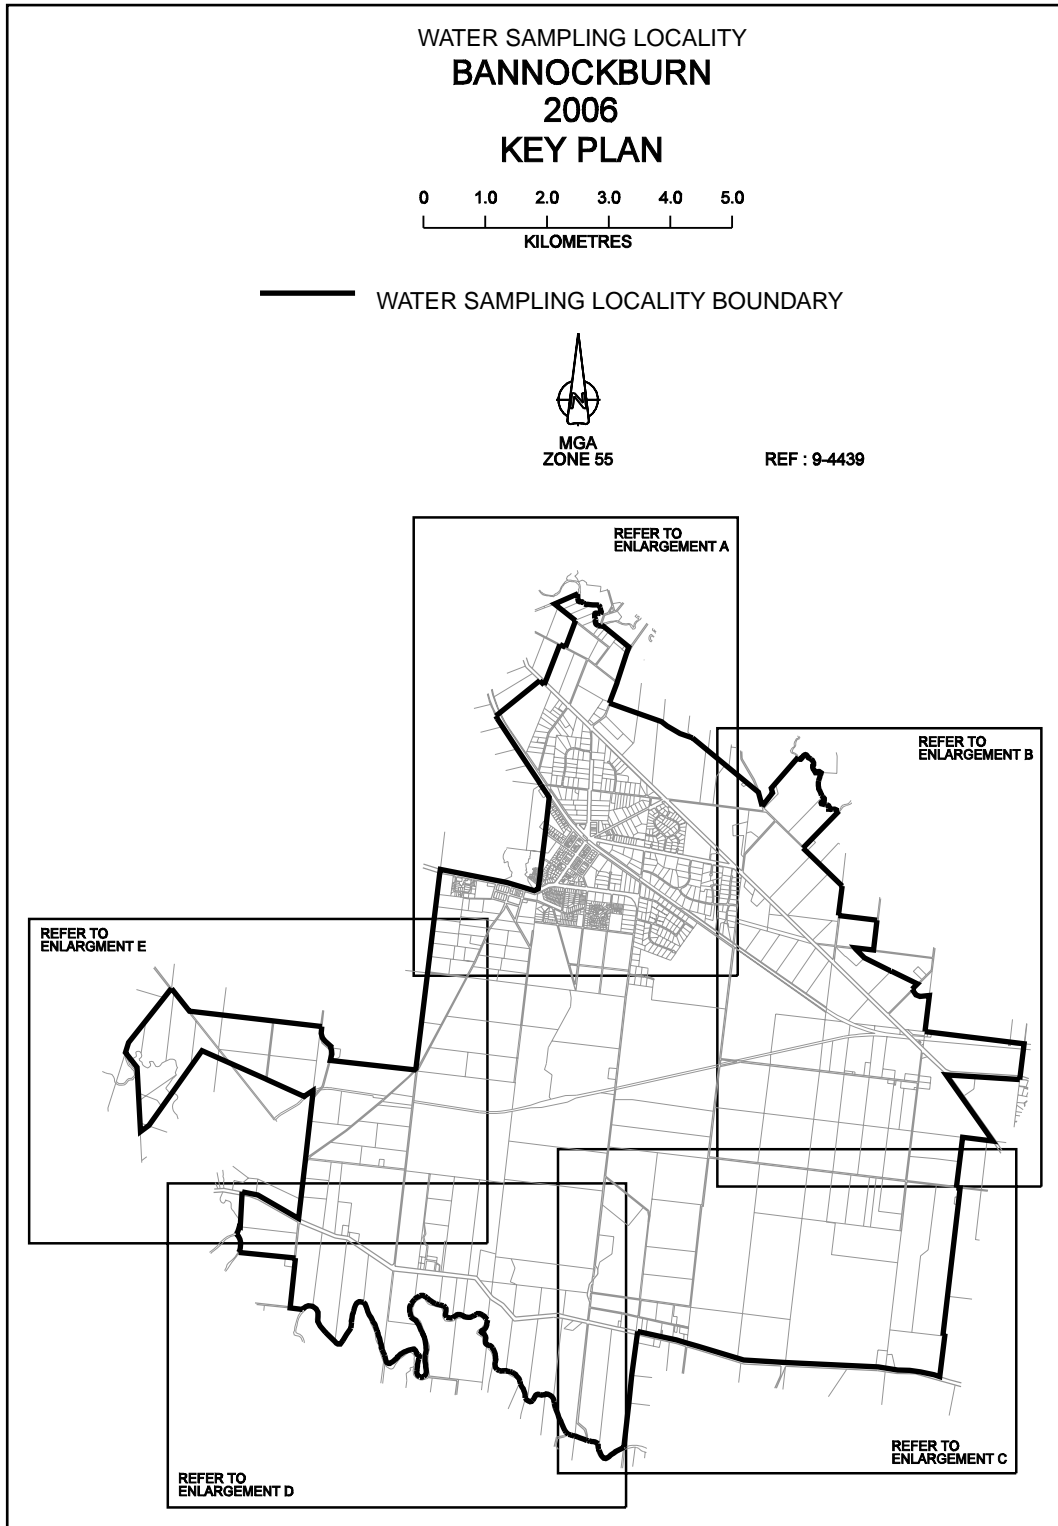 WATER SAMPLING LOCALITY
BANNOCKBURN
2006
KEY PLAN
0 1.0 2.0 3.0 4.0 5.0
KILOMETRES
WATER SAMPLING LOCALITY BOUNDARY
N
MGA
ZONE 55
REF : 9-4439
REFER TO
ENLARGEMENT A
REFER TO
ENLARGEMENT B
REFER TO
ENLARGMENT E
REFER TO
ENLARGEMENT C
REFER TO
ENLARGEMENT D